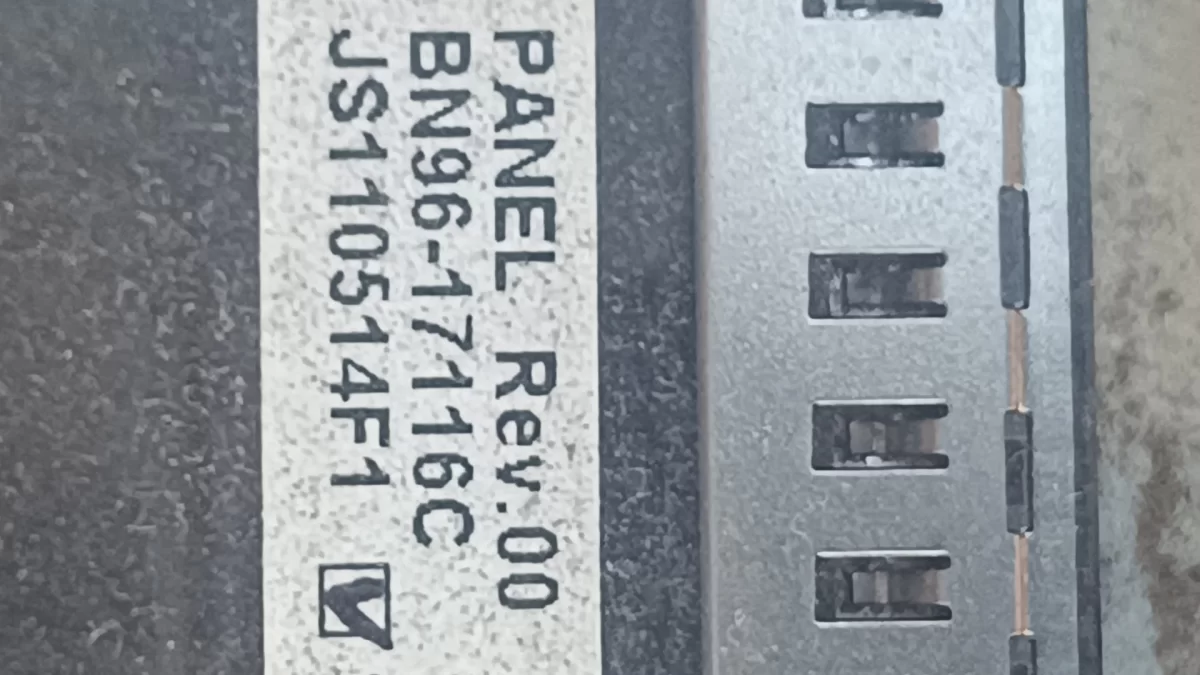 PANEL Rev.00
BN96-17116C
JS110514F1